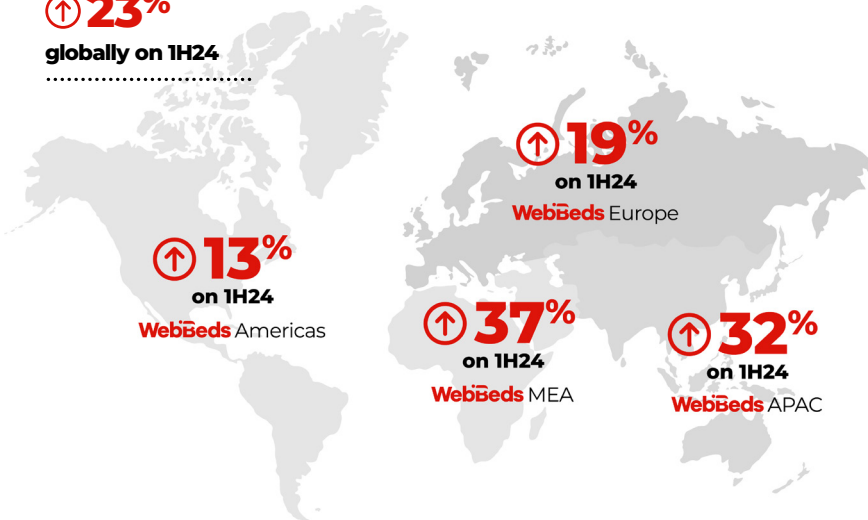 23%
globally on 1H24
19%
on 1H24
WebBeds Europe
13%
on 1H24
WebBeds Americas
37%
on 1H24
WebBeds MEA
32%
on 1H24
WebBeds APAC